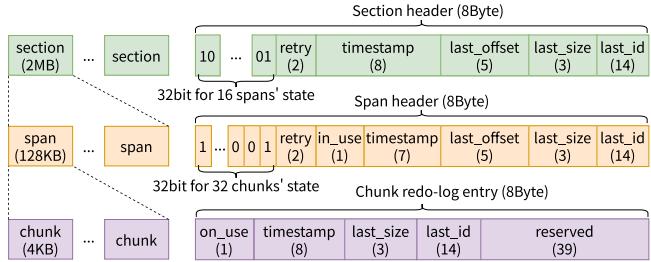 Section header (8Byte)
section
(2MB)
...
section
10
...
01
retry
(2)
timestamp
(8)
last_offset
(5)
last_size
(3)
last_id
(14)
32bit for 16 spans' state
Span header (8Byte)
span
(128KB)
...
span
1
...
0
0
1
retry
(2)
in_use
(1)
timestamp
(7)
last_offset
(5)
last_size
(3)
last_id
(14)
32bit for 32 chunks' state
Chunk redo-log entry (8Byte)
chunk
(4KB)
...
chunk
on_use
(1)
timestamp
(8)
last_size
(3)
last_id
(14)
reserved
(39)